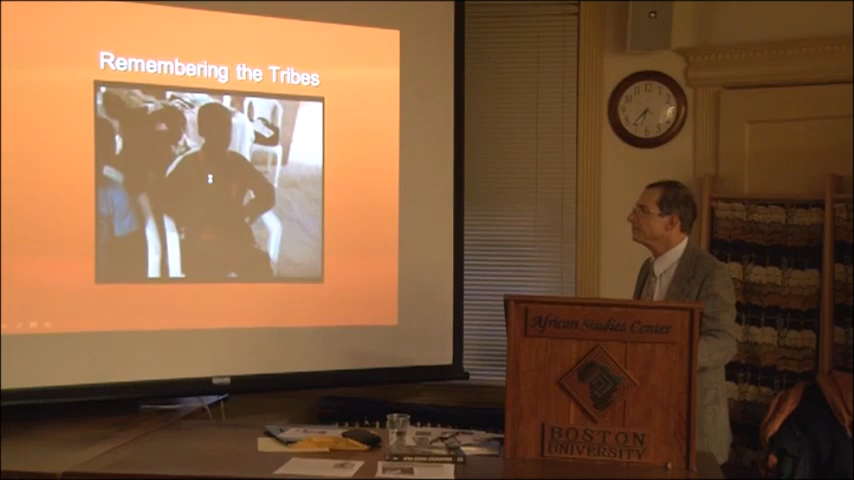 Remembering the Tribes
African Studies Center
BOSTON
UNIVERSITY